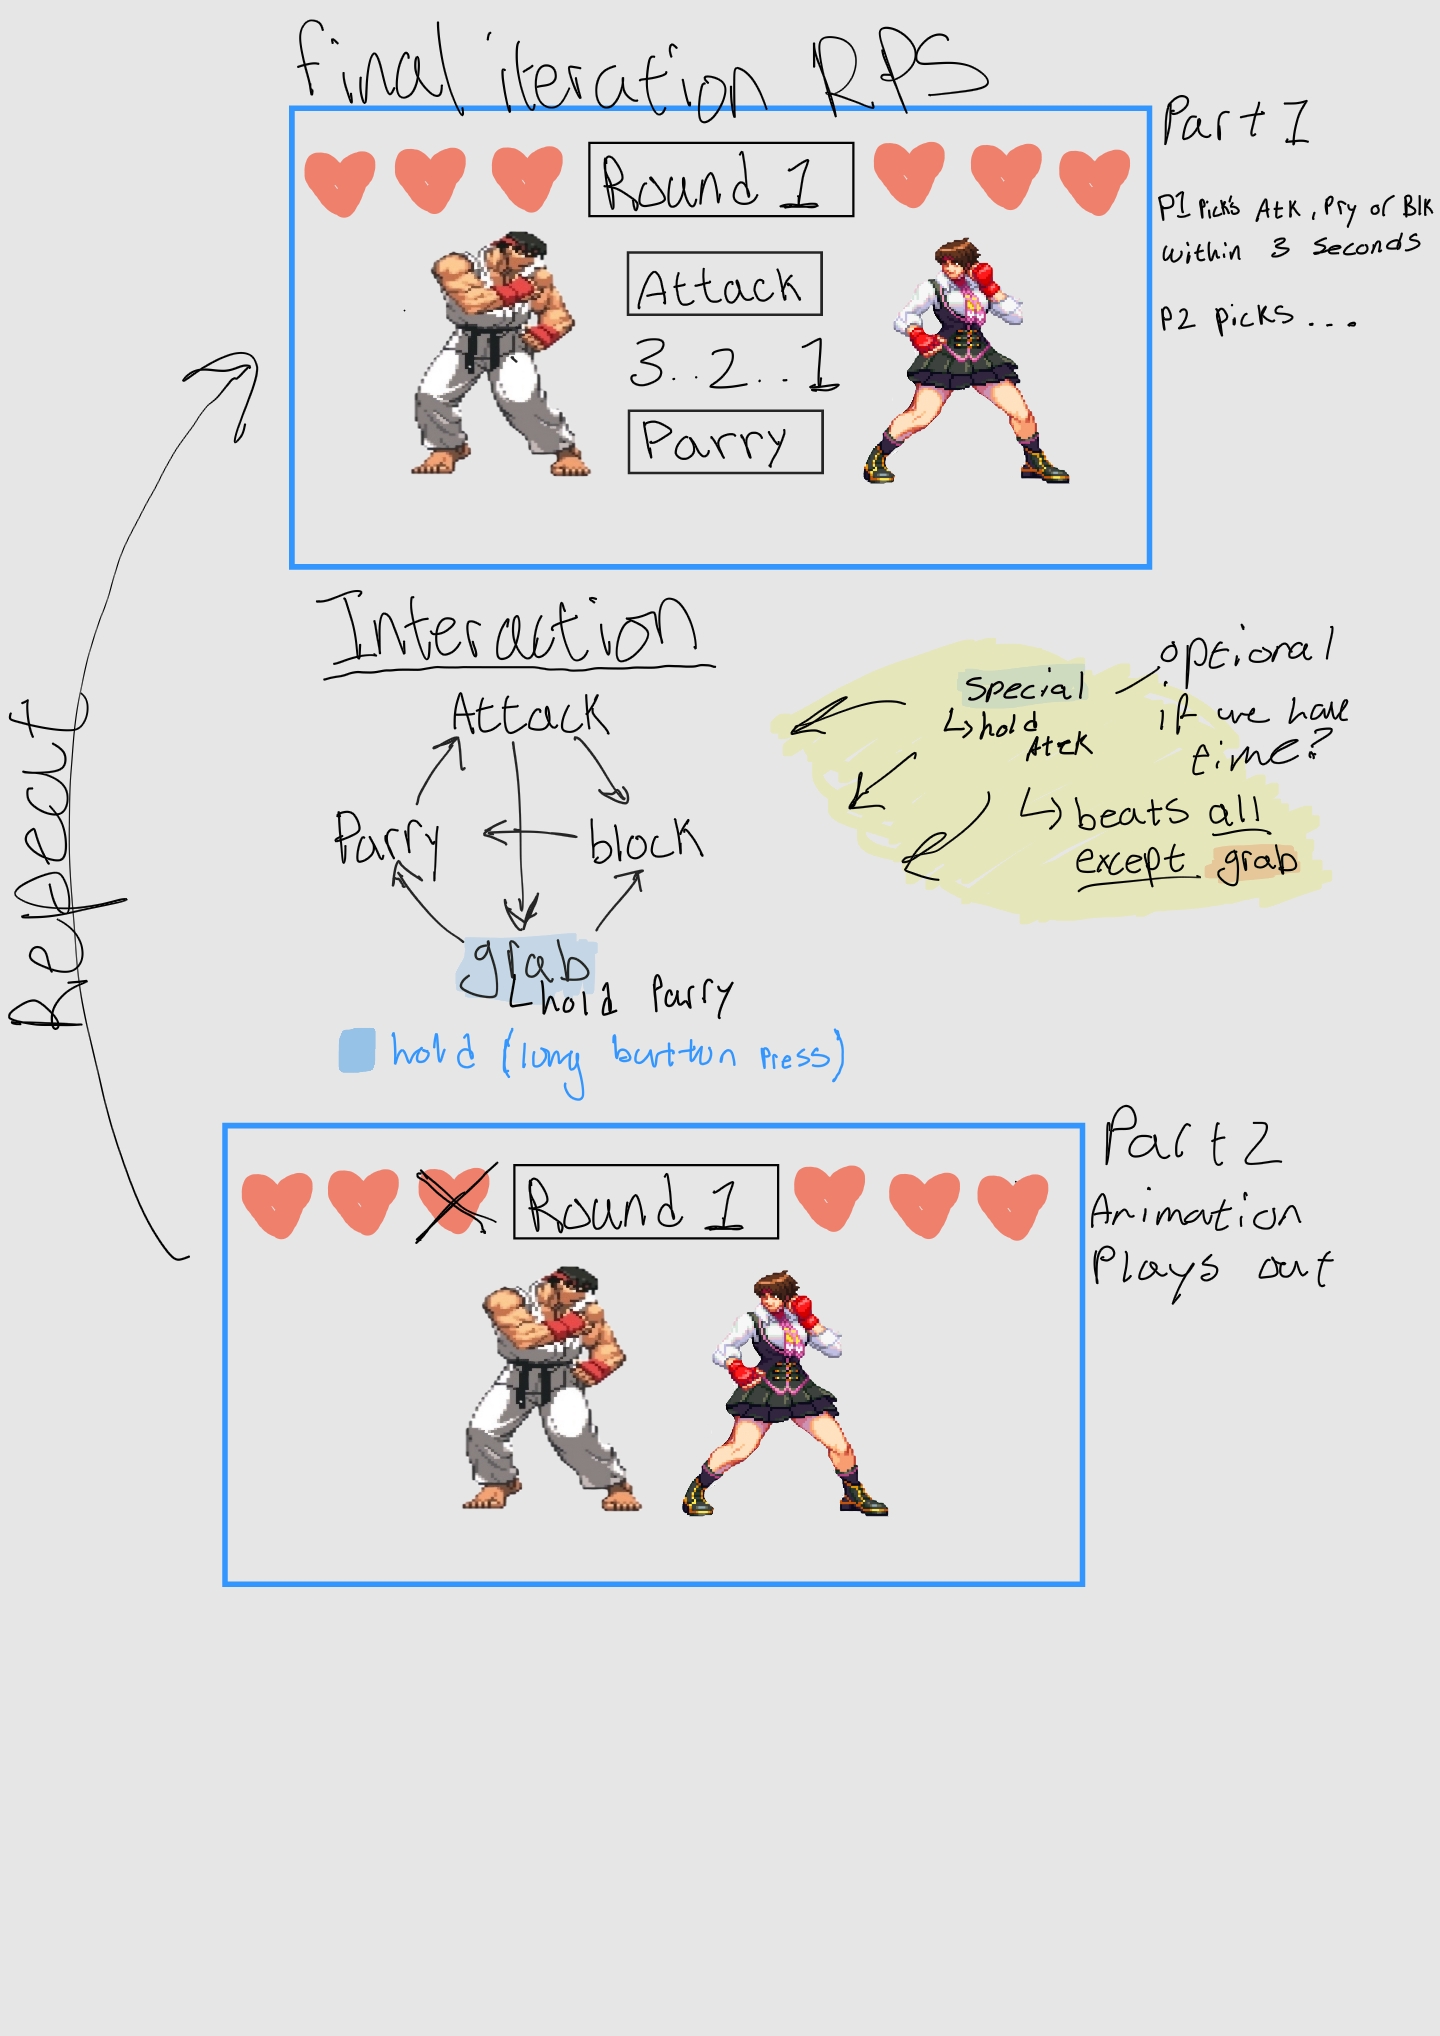 final iteration RPS
Part 1
Round 1
P1 Picks Atk, Pry or Blk
within 3 seconds
P2 picks...
Attack
3..2..1
Parry
Interaction
Attack
Parry
block
grab
hold Parry
hold (long button press)
special
hold
Atck
optional
if we have
time?
beats all
except grab
Repeat
Part 2
Animation
Plays out
Round 1